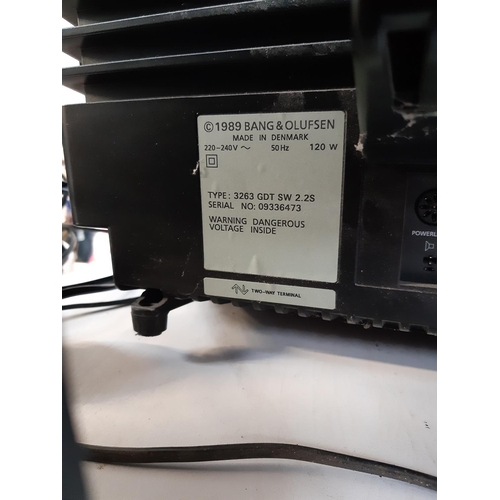 ©1989 BANG & OLUFSEN
MADE IN DENMARK
220-240V ~ 50Hz 120 W
TYPE: 3263 GDT SW 2.2S
SERIAL NO: 09336473
WARNING DANGEROUS
VOLTAGE INSIDE
TWO-WAY TERMINAL